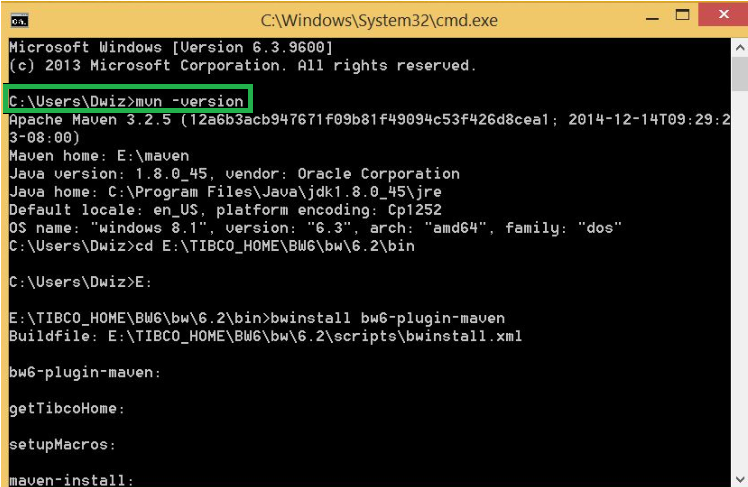 C:\Windows\System32\cmd.exe
Microsoft Windows [Version 6.3.9600]
(c) 2013 Microsoft Corporation. All rights reserved.
C:\Users\Dwiz>mvn -version
Apache Maven 3.2.5 (12a6b3acb947671f09b81f49094c53f426d8cea1; 2014-12-14T09:29:2
3-08:00)
Maven home: E:\maven
Java version: 1.8.0_45, vendor: Oracle Corporation
Java home: C:\Program Files\Java\jdk1.8.0_45\jre
Default locale: en_US, platform encoding: Cp1252
OS name: "windows 8.1", version: "6.3", arch: "amd64", family: "dos"
C:\Users\Dwiz>cd E:\TIBCO_HOME\BW6\bw\6.2\bin
C:\Users\Dwiz>E:
E:\TIBCO_HOME\BW6\bw\6.2\bin>bwinstall bw6-plugin-maven
Buildfile: E:\TIBCO_HOME\BW6\bw\6.2\scripts\bwinstall.xml
bw6-plugin-maven:
getTibcoHome:
setupMacros:
maven-install: